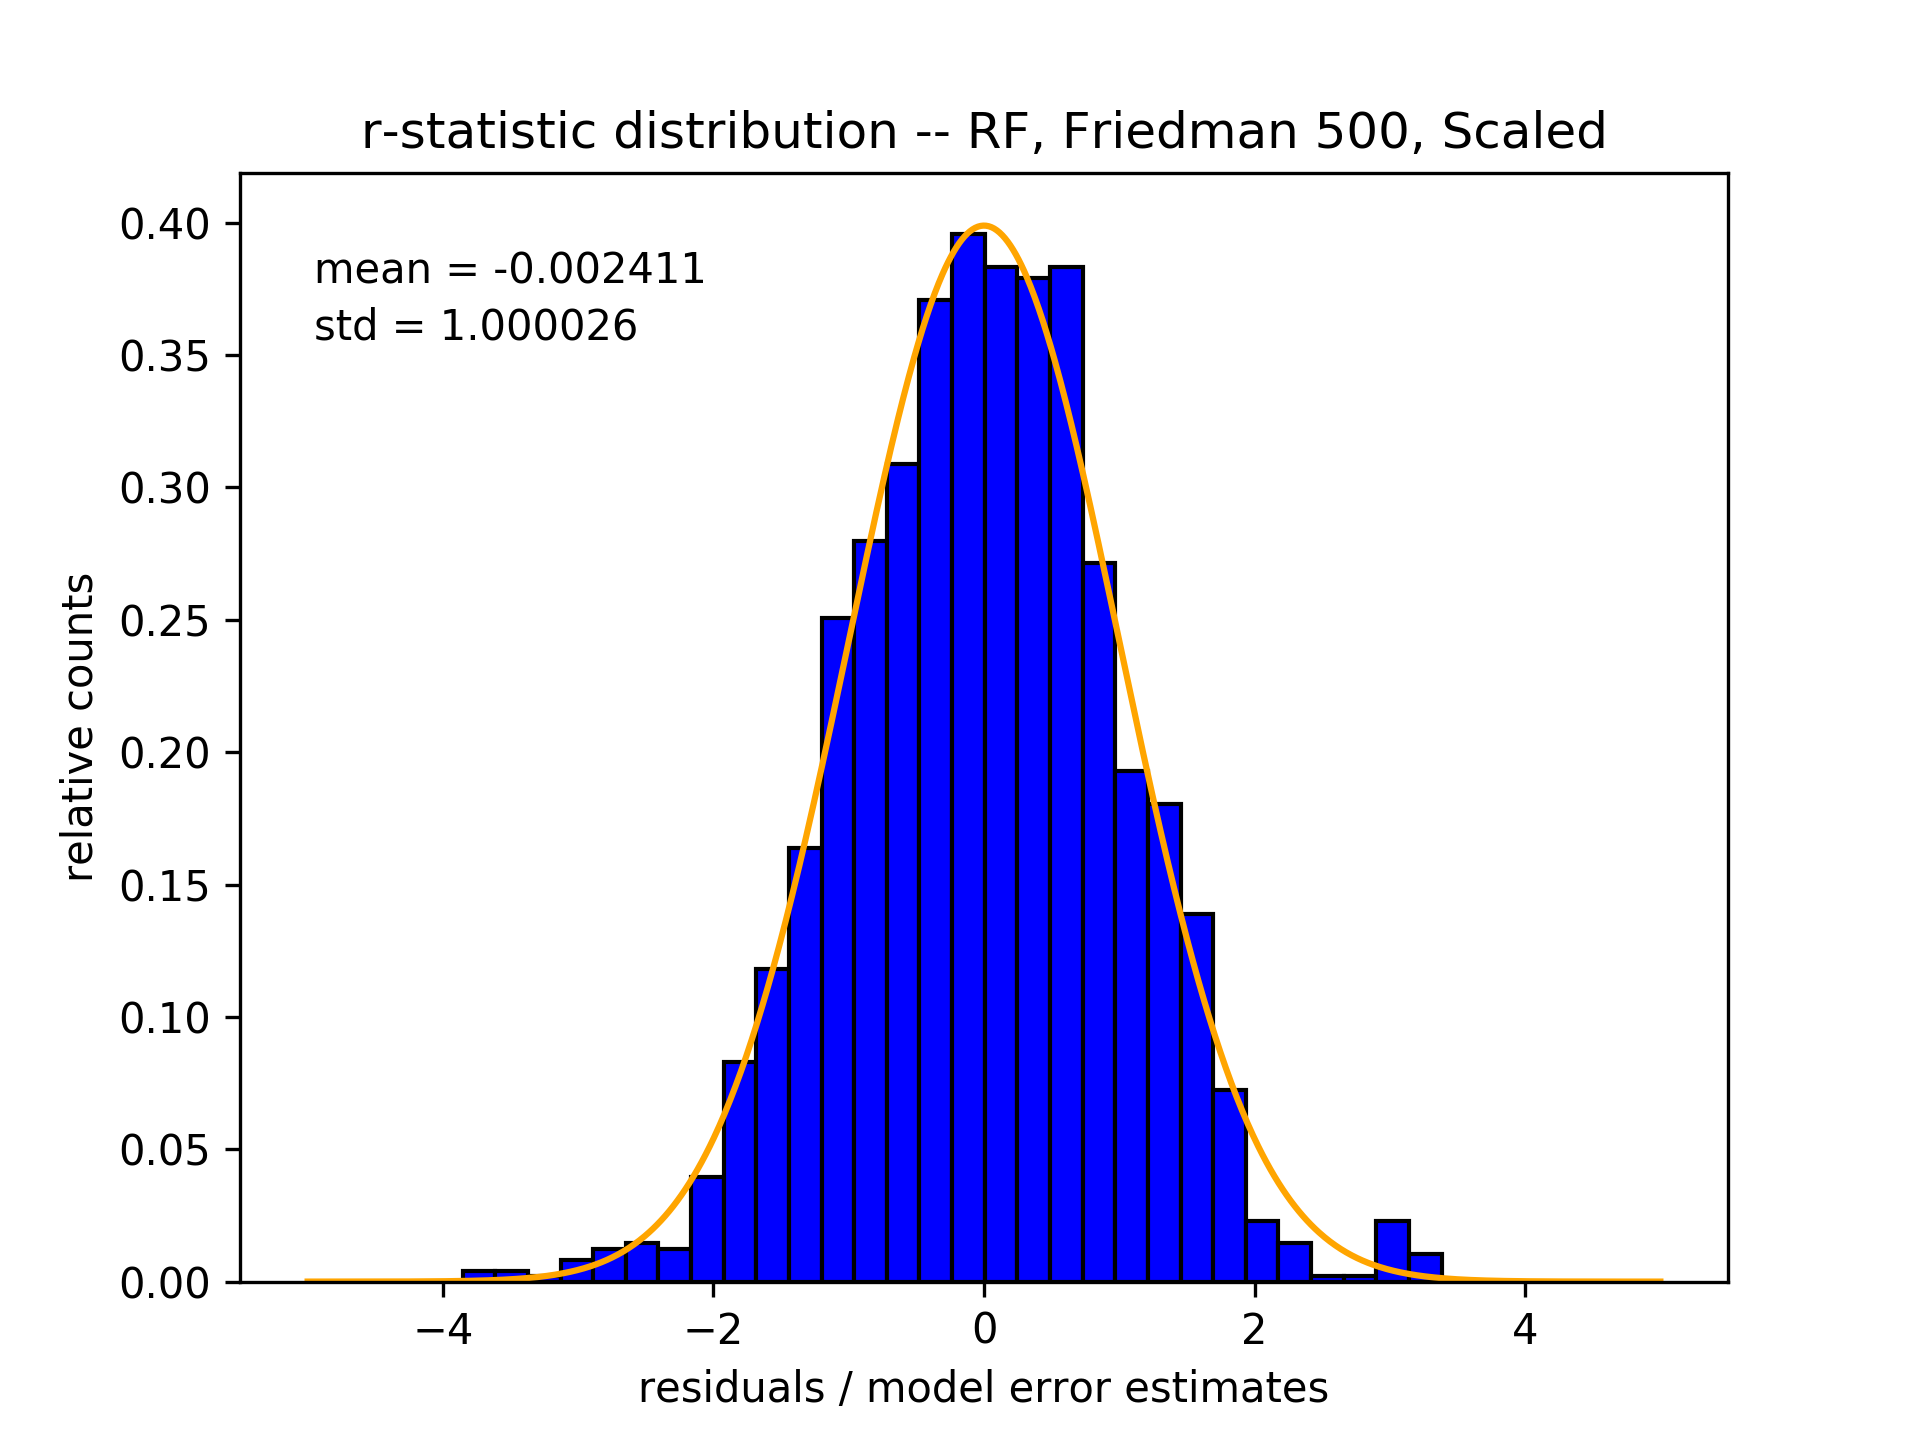 r-statistic distribution -- RF, Friedman 500, Scaled
mean = -0.002411
std = 1.000026
relative counts
0.40
0.35
0.30
0.25
0.20
0.15
0.10
0.05
0.00
−4
−2
0
2
4
residuals / model error estimates